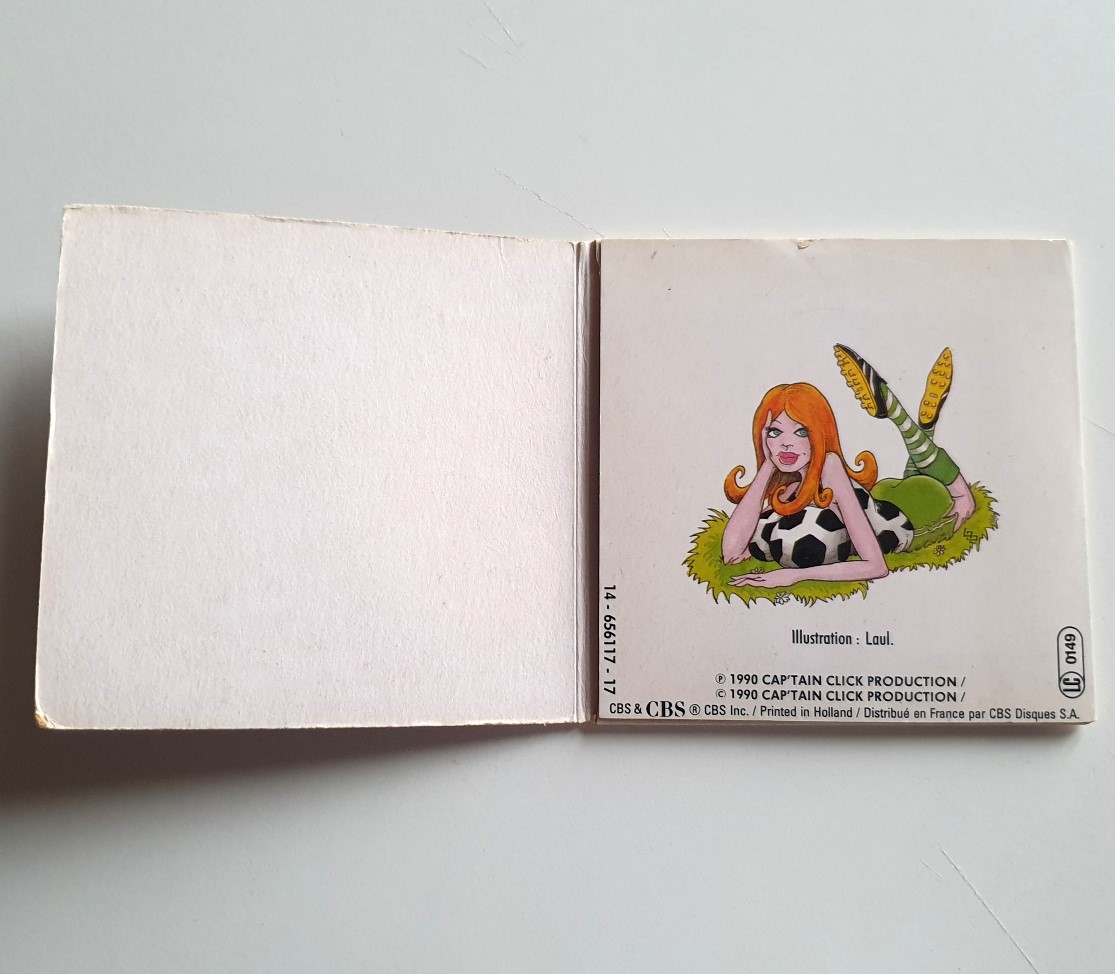 Illustration : Laul.
℗ 1990 CAP'TAIN CLICK PRODUCTION /
© 1990 CAP'TAIN CLICK PRODUCTION /
CBS & CBS ® CBS Inc. / Printed in Holland / Distribué en France par CBS Disques S.A.
14 - 656117 - 17
LC 0149